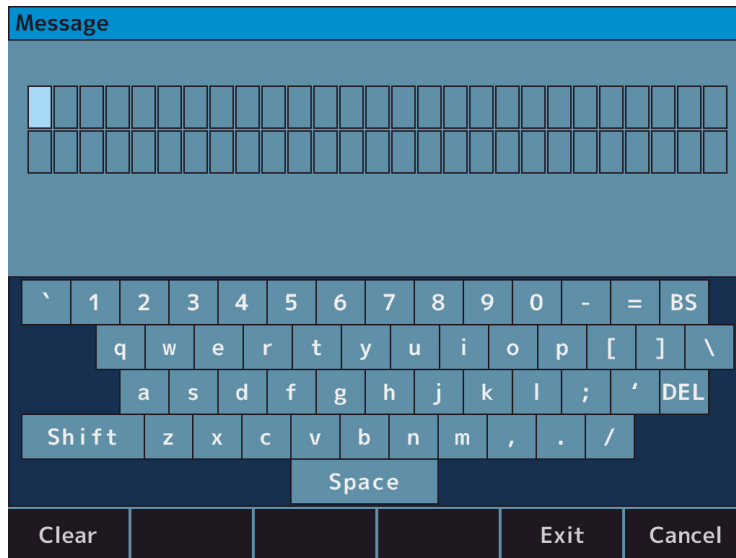 Message
` 1 2 3 4 5 6 7 8 9 0 - = BS
q w e r t y u i o p [ ] \
a s d f g h j k l ; ‘ DEL
Shift z x c v b n m , . /
Space
Clear Exit Cancel